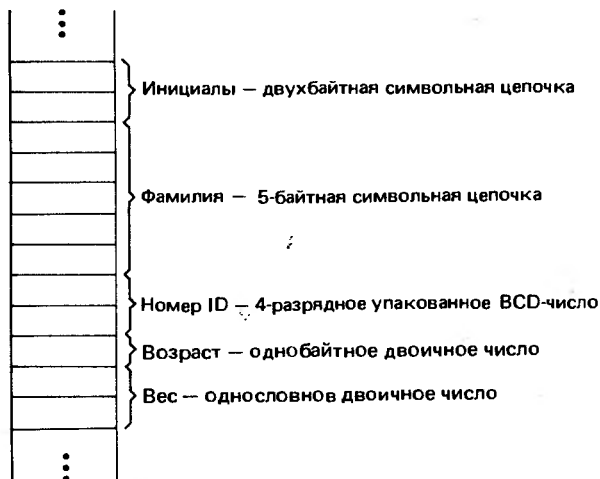 Инициалы — двухбайтная символьная цепочка
Фамилия — 5-байтная символьная цепочка
Номер ID — 4-разрядное упакованное BCD-число
Возраст — однобайтное двоичное число
Вес — однословнов двоичное число